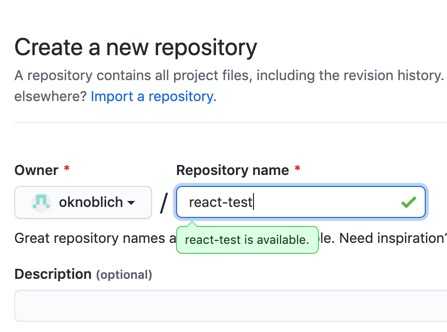 Create a new repository
A repository contains all project files, including the revision history.
elsewhere? Import a repository.
Owner *
Repository name *
oknoblich
/
react-test
react-test is available.
Great repository names a le. Need inspiration?
Description (optional)